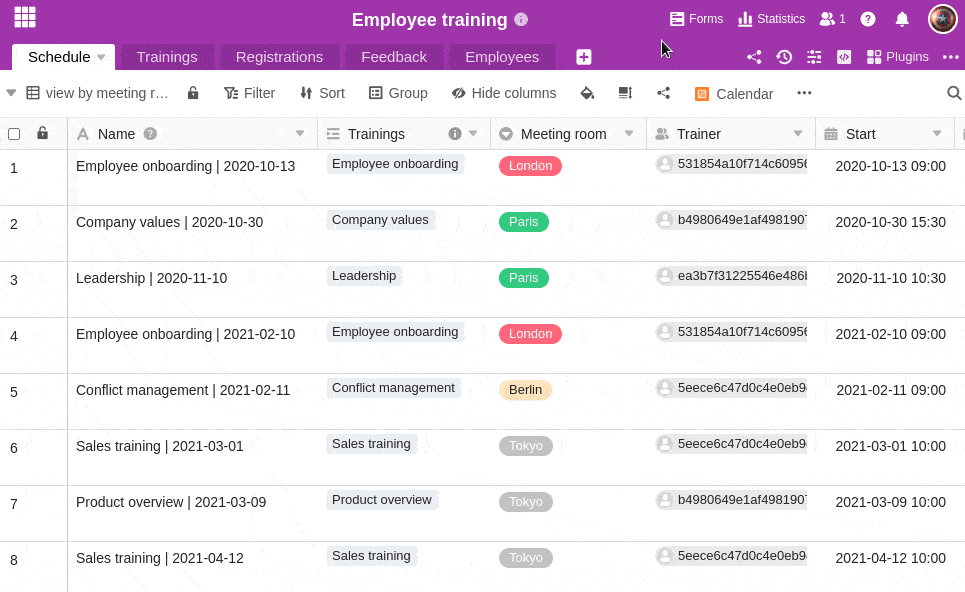 Employee training
Forms Statistics 1
Schedule Trainings Registrations Feedback Employees
Plugins
view by meeting r… Filter Sort Group Hide columns Calendar
Name Trainings Meeting room Trainer Start
1 Employee onboarding | 2020-10-13 Employee onboarding London 531854a10f714c60956 2020-10-13 09:00
2 Company values | 2020-10-30 Company values Paris b4980649e1af4981907 2020-10-30 15:30
3 Leadership | 2020-11-10 Leadership Paris ea3b7f31225546e486b 2020-11-10 10:30
4 Employee onboarding | 2021-02-10 Employee onboarding London 531854a10f714c60956 2021-02-10 09:00
5 Conflict management | 2021-02-11 Conflict management Berlin 5eece6c47d0c4e0eb9 2021-02-11 09:00
6 Sales training | 2021-03-01 Sales training Tokyo 5eece6c47d0c4e0eb9 2021-03-01 10:00
7 Product overview | 2021-03-09 Product overview Tokyo b4980649e1af4981907 2021-03-09 10:00
8 Sales training | 2021-04-12 Sales training Tokyo 5eece6c47d0c4e0eb9 2021-04-12 10:00